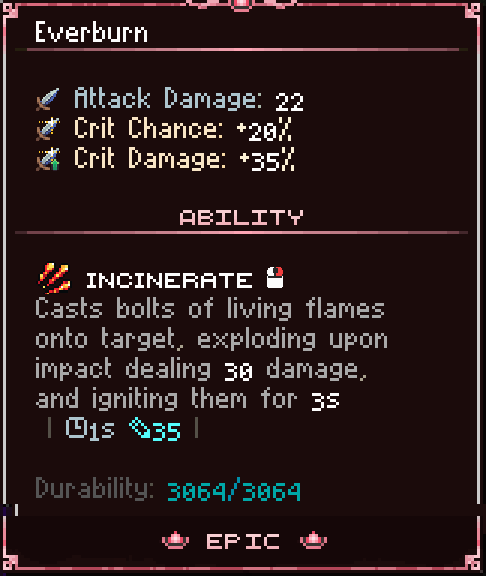 Everburn
Attack Damage: 22
Crit Chance: +20%
Crit Damage: +35%
ABILITY
INCINERATE
Casts bolts of living flames
onto target, exploding upon
impact dealing 30 damage,
and igniting them for 3s
| 1s 35 |
Durability: 3064/3064
EPIC